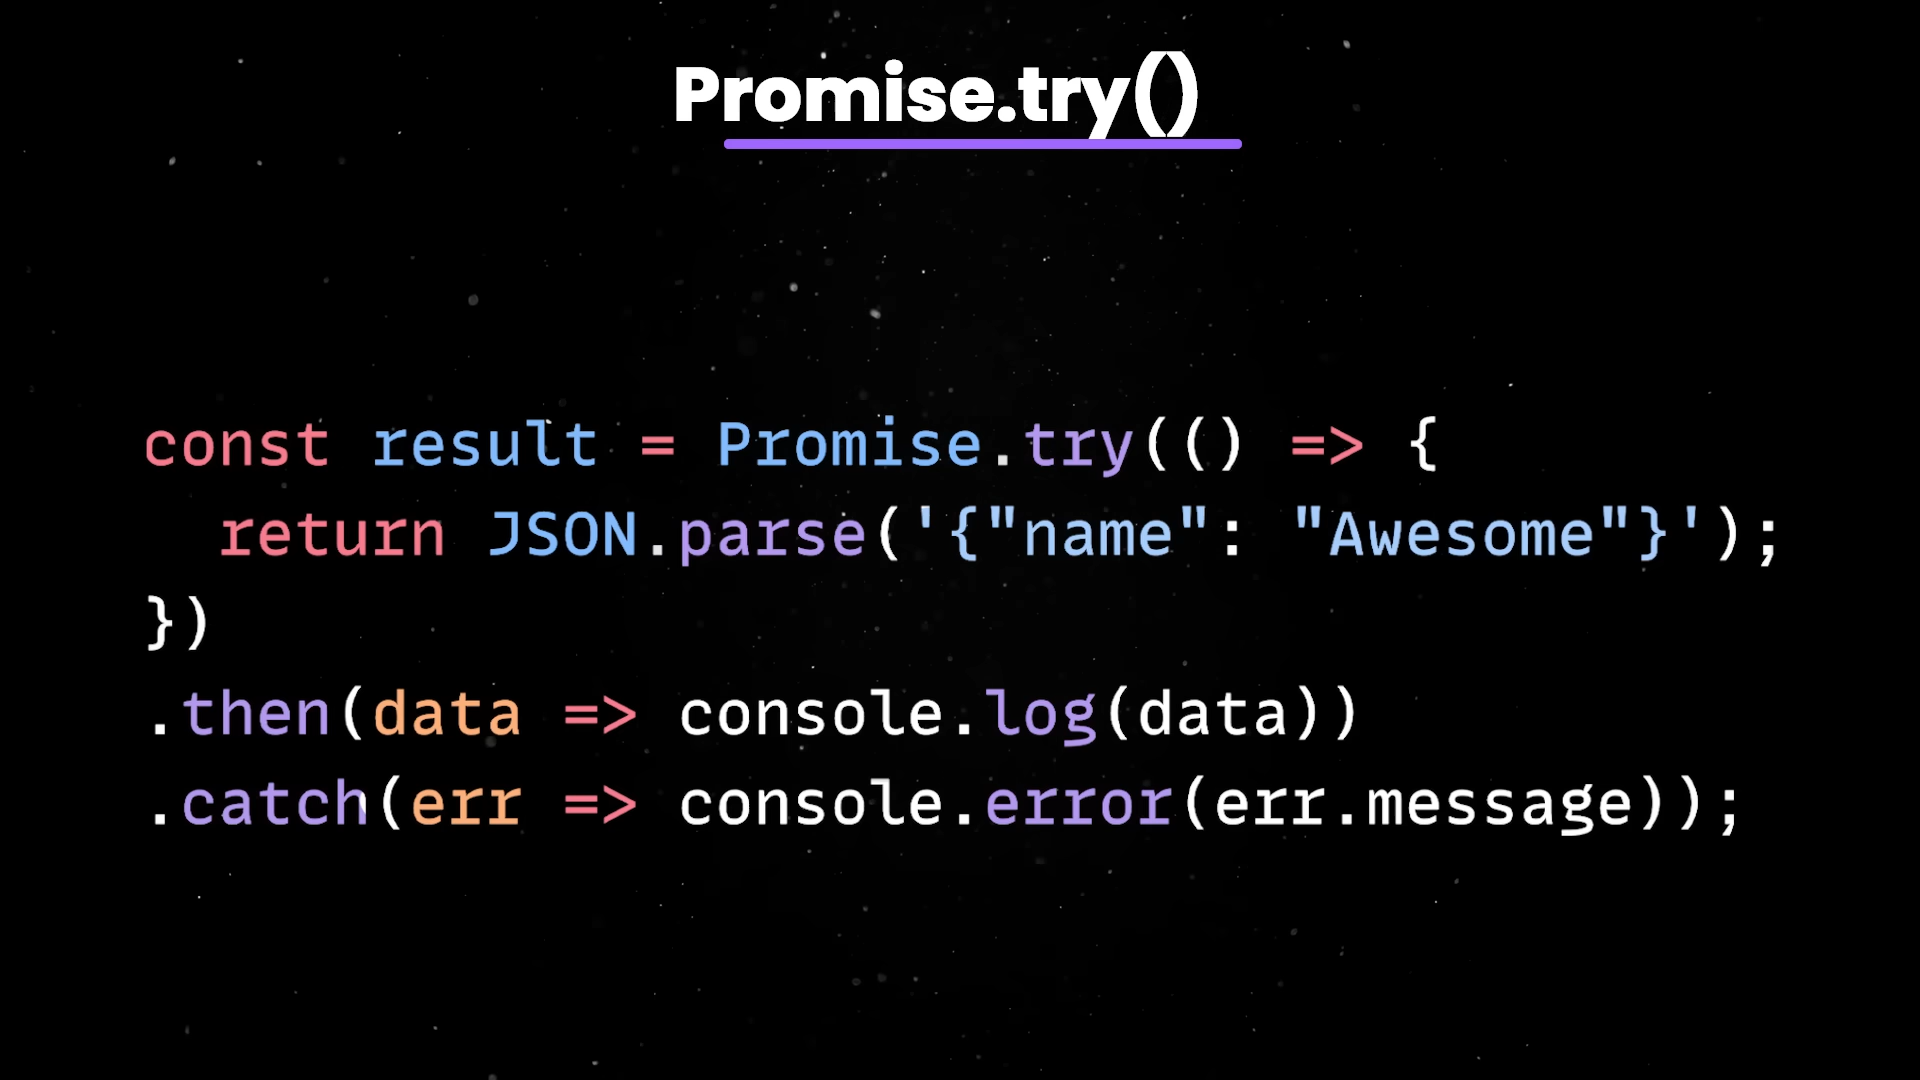 Promise.try()
const result = Promise.try(() => {
  return JSON.parse('{"name": "Awesome"}');
})
.then(data => console.log(data))
.catch(err => console.error(err.message));